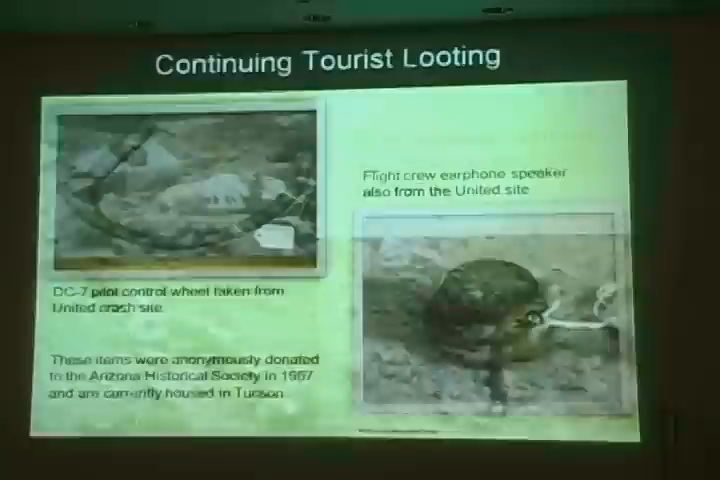 Continuing Tourist Looting
Flight crew earphone speaker
also from the United site
DC-7 pilot control wheel taken from
United crash site
These items were anonymously donated
to the Arizona Historical Society in 1957
and are currently housed in Tucson